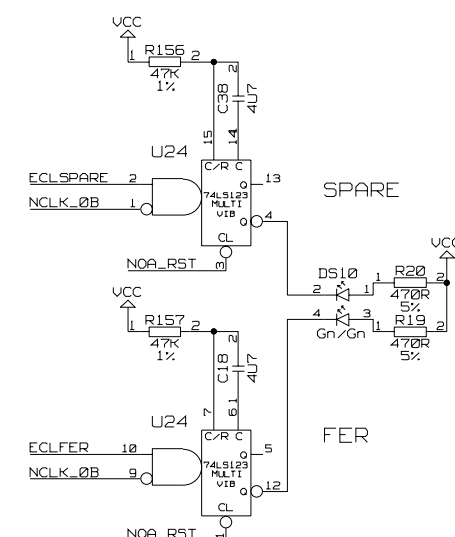 VCC
1 R156 2
47K
1%
C38
2
4U7
15
14
U24
C/R C
ECLSPARE 2
NCLK_0B 1
74LS123
MULTI
VIB
Q 13
Q 4
CL
NOA_RST
3
SPARE
VCC
DS10
2 1
1 R20 2
470R
5%
4 3
Gn/Gn
1 R19 2
470R
5%
VCC
1 R157 2
47K
1%
C18
2
4U7
7
6 1
U24
C/R C
ECLFER 10
NCLK_0B 9
74LS123
MULTI
VIB
Q 5
Q 12
CL
NOA_RST
FER